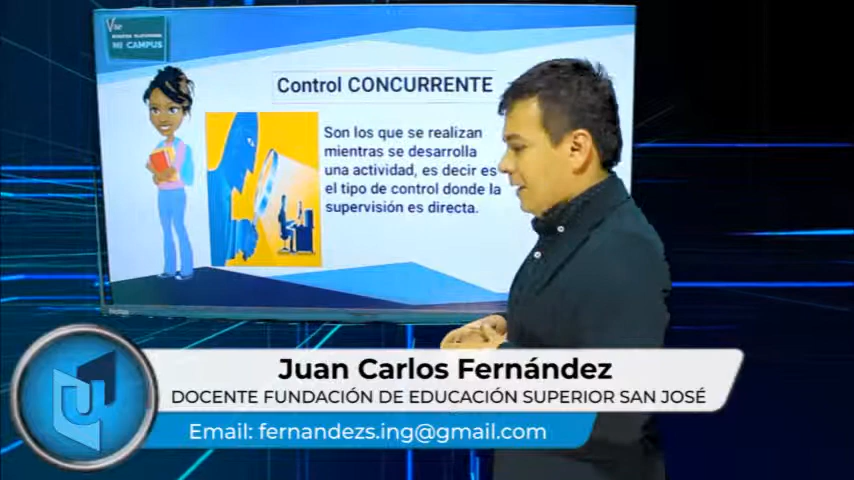 MI CAMPUS
Control CONCURRENTE
Son los que se realizan
mientras se desarrolla
una actividad, es decir es
el tipo de control donde la
supervisión es directa.
Juan Carlos Fernández
DOCENTE FUNDACIÓN DE EDUCACIÓN SUPERIOR SAN JOSÉ
Email: fernandezs.ing@gmail.com